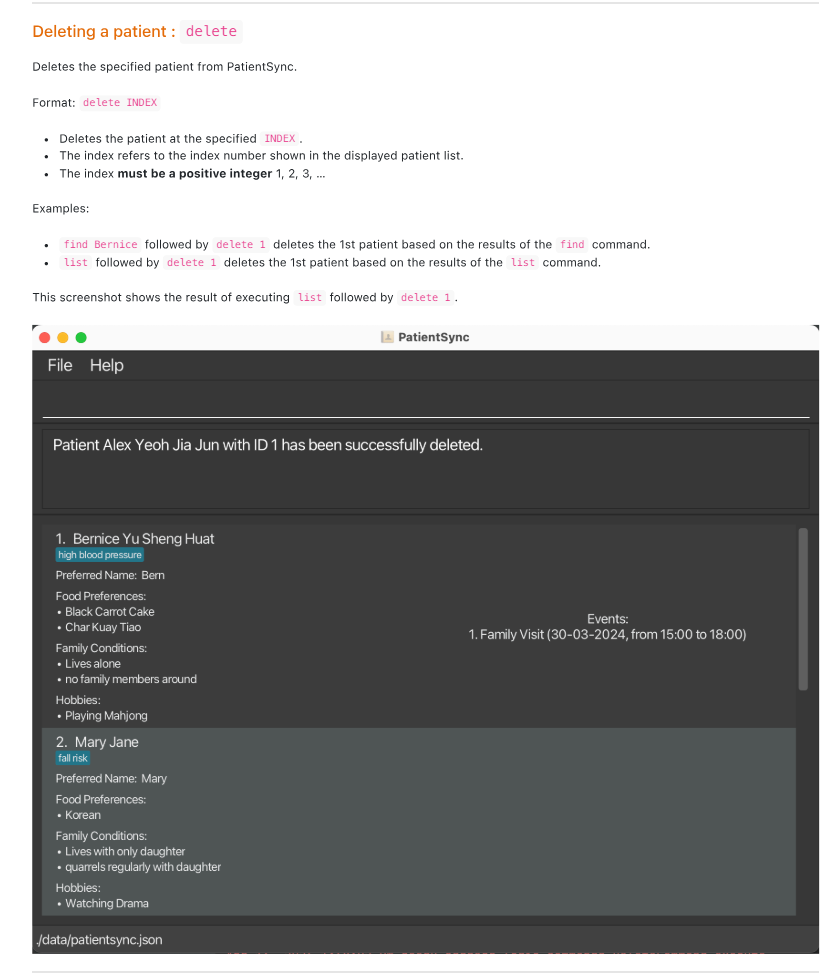 Deleting a patient : delete
Deletes the specified patient from PatientSync.
Format: delete INDEX
• Deletes the patient at the specified INDEX .
• The index refers to the index number shown in the displayed patient list.
• The index must be a positive integer 1, 2, 3, …
Examples:
• find Bernice followed by delete 1 deletes the 1st patient based on the results of the find command.
• list followed by delete 1 deletes the 1st patient based on the results of the list command.
This screenshot shows the result of executing list followed by delete 1 .
PatientSync
File Help
Patient Alex Yeoh Jia Jun with ID 1 has been successfully deleted.
1. Bernice Yu Sheng Huat
high blood pressure
Preferred Name: Bern
Food Preferences:
• Black Carrot Cake
• Char Kuay Tiao
Family Conditions:
• Lives alone
• no family members around
Hobbies:
• Playing Mahjong
Events:
1. Family Visit (30-03-2024, from 15:00 to 18:00)
2. Mary Jane
fall risk
Preferred Name: Mary
Food Preferences:
• Korean
Family Conditions:
• Lives with only daughter
• quarrels regularly with daughter
Hobbies:
• Watching Drama
./data/patientsync.json